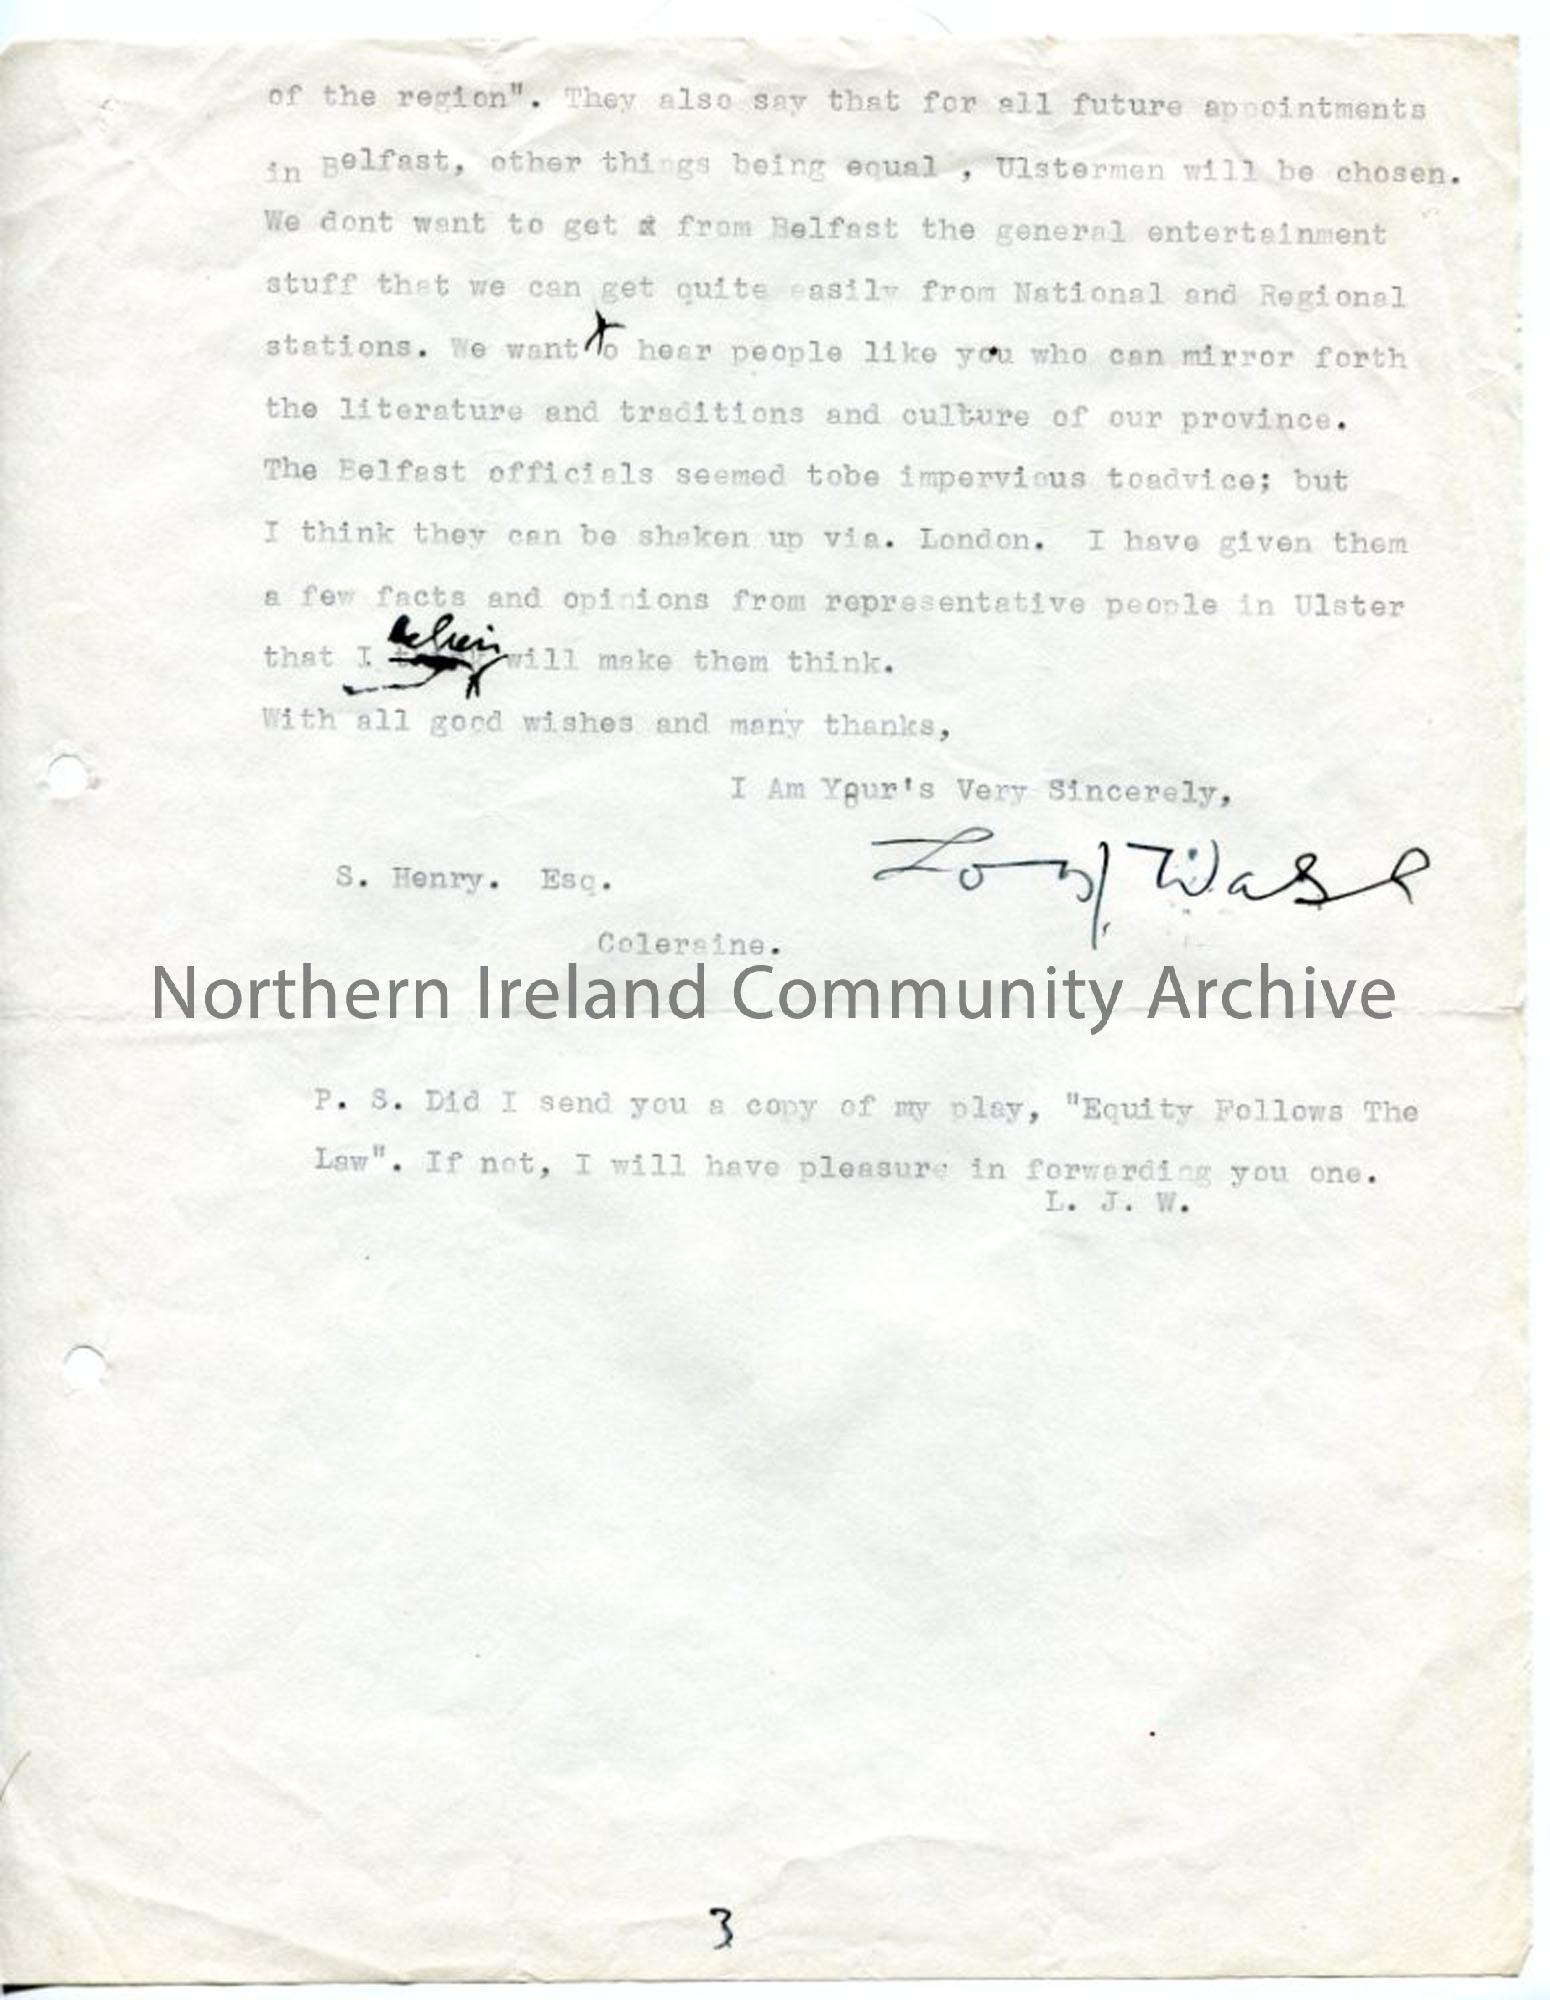 of the region". They also say that for all future appointments
in Belfast, other things being equal , Ulstermen will be chosen.
We dont want to get from Belfast the general entertainment
stuff that we can get quite easily from National and Regional
stations. We want to hear people like you who can mirror forth
the literature and traditions and culture of our province.
The Belfast officials seemed tobe impervious toadvice; but
I think they can be shaken up via. London. I have given them
a few facts and opinions from representative people in Ulster
that I will make them think.
With all good wishes and many thanks,
I Am Your's Very Sincerely,
Louis J. Walsh
S. Henry. Esq.
Coleraine.
Northern Ireland Community Archive
P. S. Did I send you a copy of my play, "Equity Follows The
Law". If not, I will have pleasure in forwarding you one.
L. J. W.
3